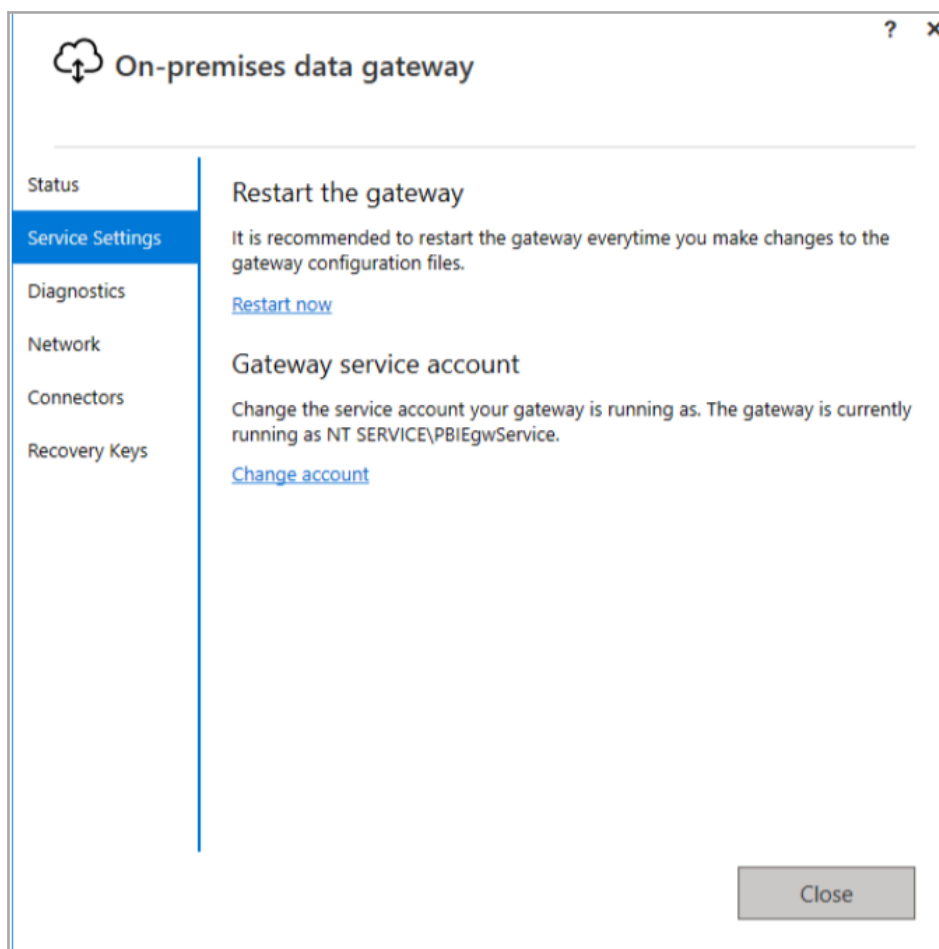 ?
On-premises data gateway
Status
Service Settings
Diagnostics
Network
Connectors
Recovery Keys
Restart the gateway
It is recommended to restart the gateway everytime you make changes to the
gateway configuration files.
Restart now
Gateway service account
Change the service account your gateway is running as. The gateway is currently
running as NT SERVICE\PBIEgwService.
Change account
Close